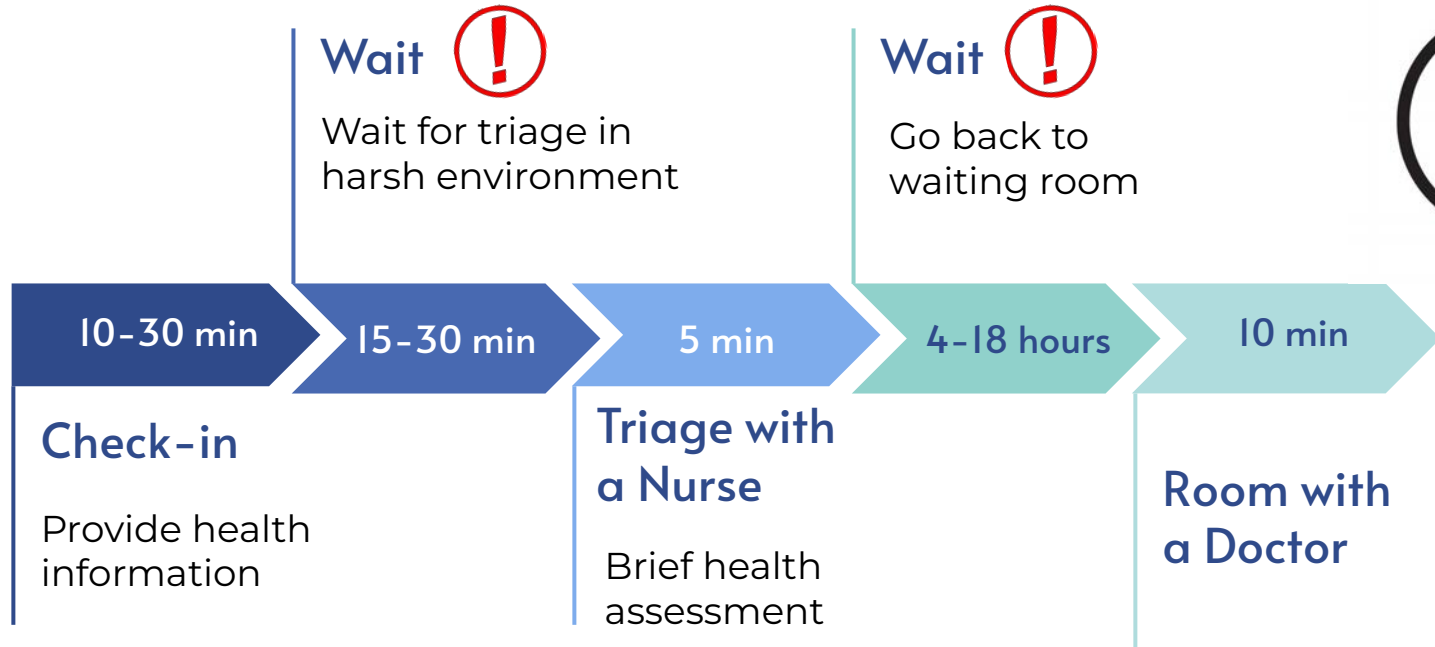 Wait
Wait for triage in
harsh environment
Wait
Go back to
waiting room
10-30 min
15-30 min
5 min
4-18 hours
10 min
Check-in
Provide health
information
Triage with
a Nurse
Brief health
assessment
Room with
a Doctor